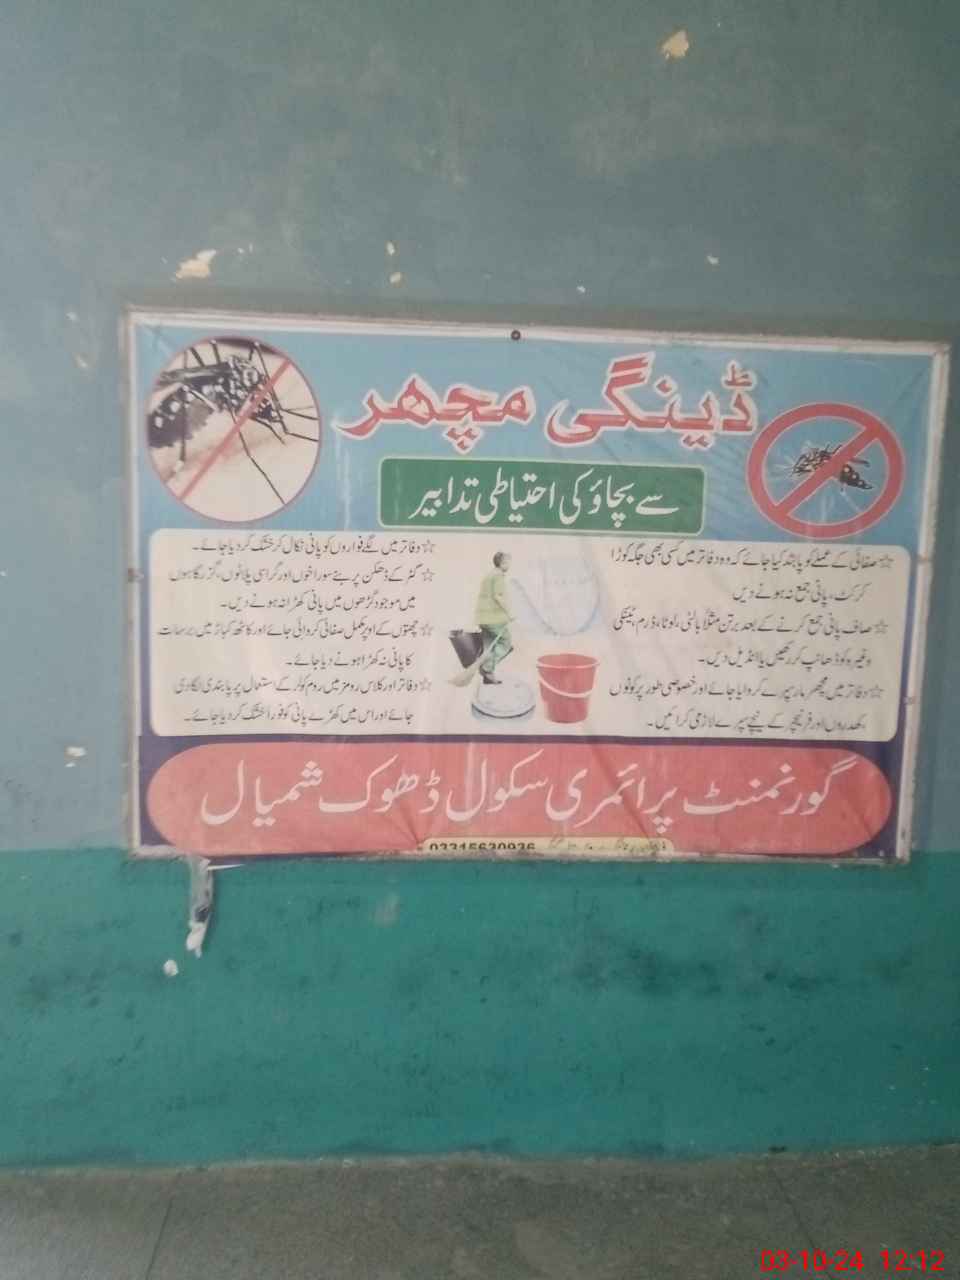 ڈینگی مچھر
سے بچاؤ کی احتیاطی تدابیر
☆ صفائی کے عملے کو پابند کیا جائے کہ وہ دفاتر میں کسی بھی جگہ کوڑا
کرکٹ، پانی جمع نہ ہونے دیں
☆ صاف پانی جمع کرنے کے بعد برتن مثلاً بالٹی، لوٹا، ڈرم، ٹینکی
وغیرہ کو ڈھانپ کر رکھیں یا انڈیل دیں۔
☆ دفاتر میں مچھر مار سپرے کروایا جائے اور خصوصی طور پر کونوں
کھدروں اور فرنیچر کے نیچے سپرے لازمی کرائیں۔
☆ دفاتر میں لگے فواروں کو پانی نکال کر خشک کر دیا جائے۔
☆ گٹر کے ڈھکن پر بنے سوراخوں اور گراسی پلاٹوں، گزرگاہوں
میں موجود گڑھوں میں پانی کھڑا نہ ہونے دیں۔
☆ چھتوں کے اوپر مکمل صفائی کروائی جائے اور کاٹھ کباڑ میں برسات
کا پانی نہ کھڑا ہونے دیا جائے۔
☆ دفاتر اور کلاس رومز میں روم کولر کے استعمال پر پابندی لگا دی
جائے اور اس میں کھڑے پانی کو فوراً خشک کر دیا جائے۔
گورنمنٹ پرائمری سکول ڈھوک شمیال
03315630936
03-10-24 12:12